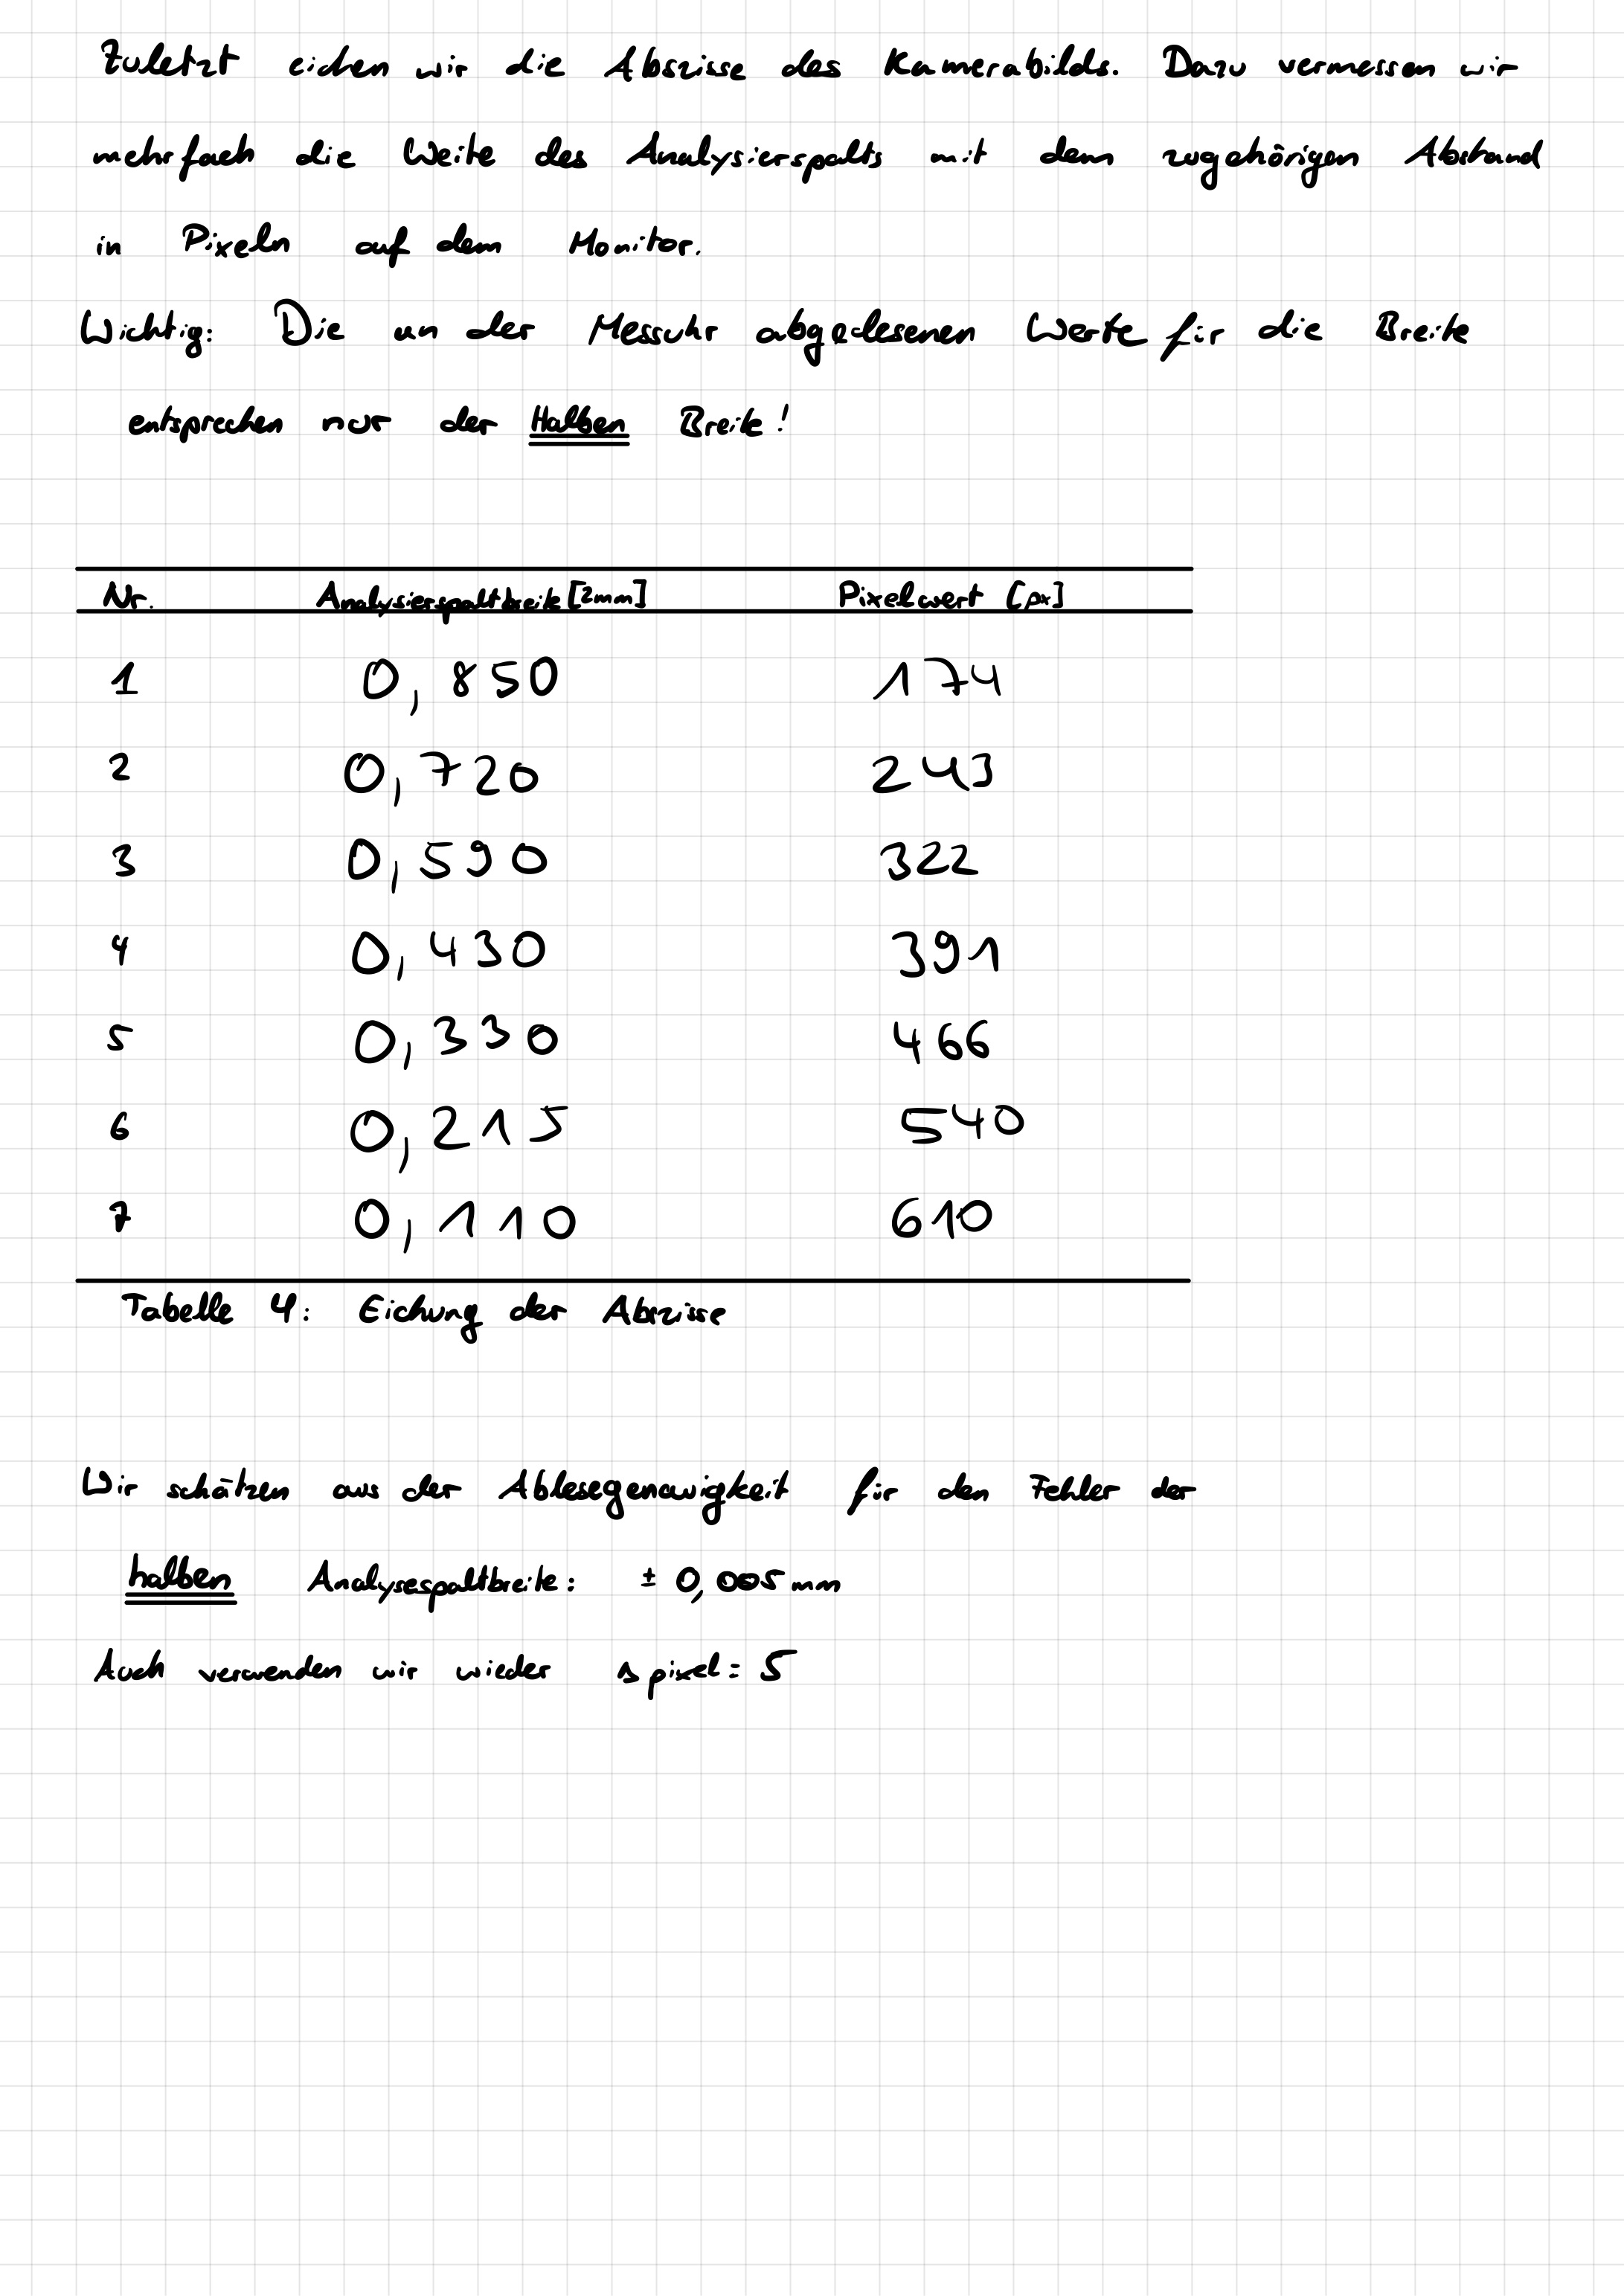 Zuletzt eichen wir die Abszisse des Kamerabilds. Dazu vermessen wir
mehrfach die Weite des Analysierspalts mit dem zugehörigen Abstand
in Pixeln auf dem Monitor.
Wichtig: Die an der Messuhr abgelesenen Werte für die Breite
entsprechen nur der Halben Breite!
Nr. Analysierspaltbreite [2mm] Pixelwert [px]
1 0,850 174
2 0,720 243
3 0,590 322
4 0,430 391
5 0,330 466
6 0,215 540
7 0,110 610
Tabelle 4: Eichung der Abszisse
Wir schätzen aus der Ablesegenauigkeit für den Fehler der
halben Analysespaltbreite: ± 0,005 mm
Auch verwenden wir wieder Δ pixel = 5